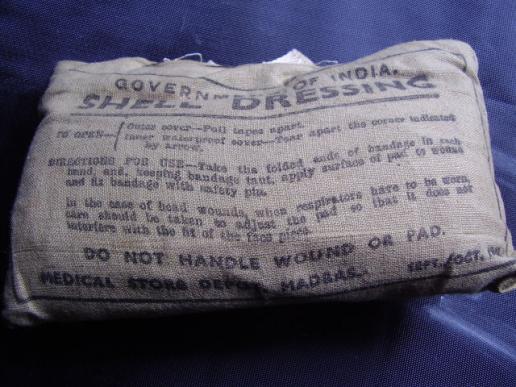 GOVERNMENT OF INDIA.
SHELL DRESSING
TO OPEN— Outer cover—Pull tapes apart.
Inner waterproof cover—Tear apart the corner indicated
by arrow.
DIRECTIONS FOR USE—Take the folded ends of bandage in each
hand, and, keeping bandage taut, apply surface of pad to wound
and fix bandage with safety pin.
In the case of head wounds, when respirators have to be worn,
care should be taken to adjust the pad so that it does not
interfere with the fit of the face piece.
DO NOT HANDLE WOUND OR PAD.
MEDICAL STORE DEPOT, MADRAS. SEPT./OCT.